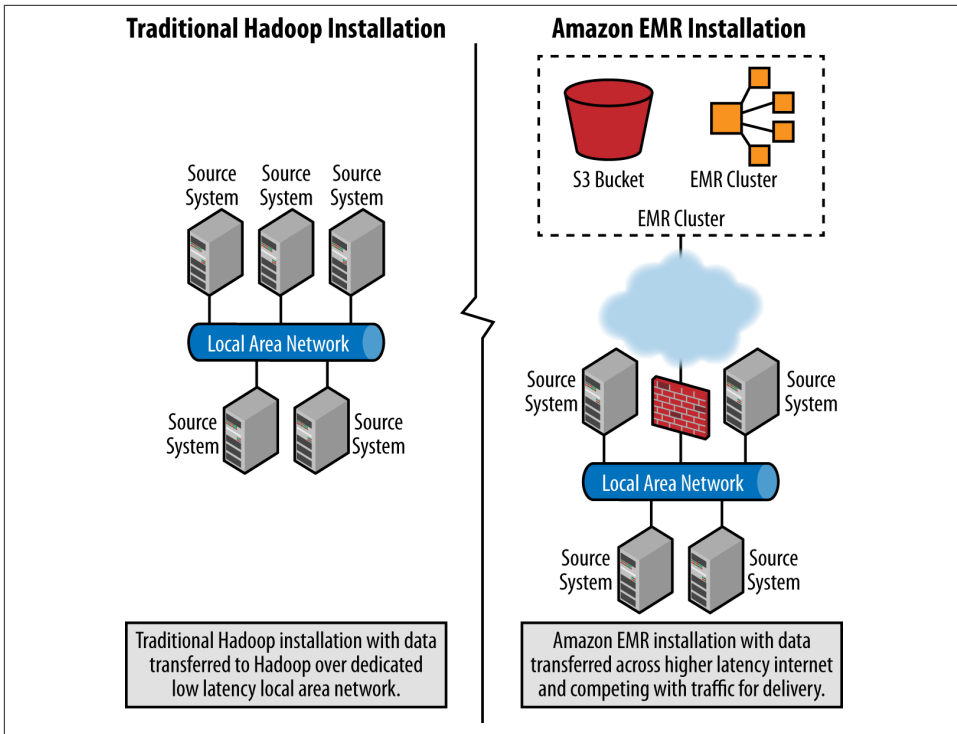 Traditional Hadoop Installation
Source
System
Source
System
Source
System
Local Area Network
Source
System
Source
System
Traditional Hadoop installation with data
transferred to Hadoop over dedicated
low latency local area network.
Amazon EMR Installation
S3 Bucket
EMR Cluster
EMR Cluster
Source
System
Source
System
Local Area Network
Source
System
Source
System
Amazon EMR installation with data
transferred across higher latency internet
and competing with traffic for delivery.